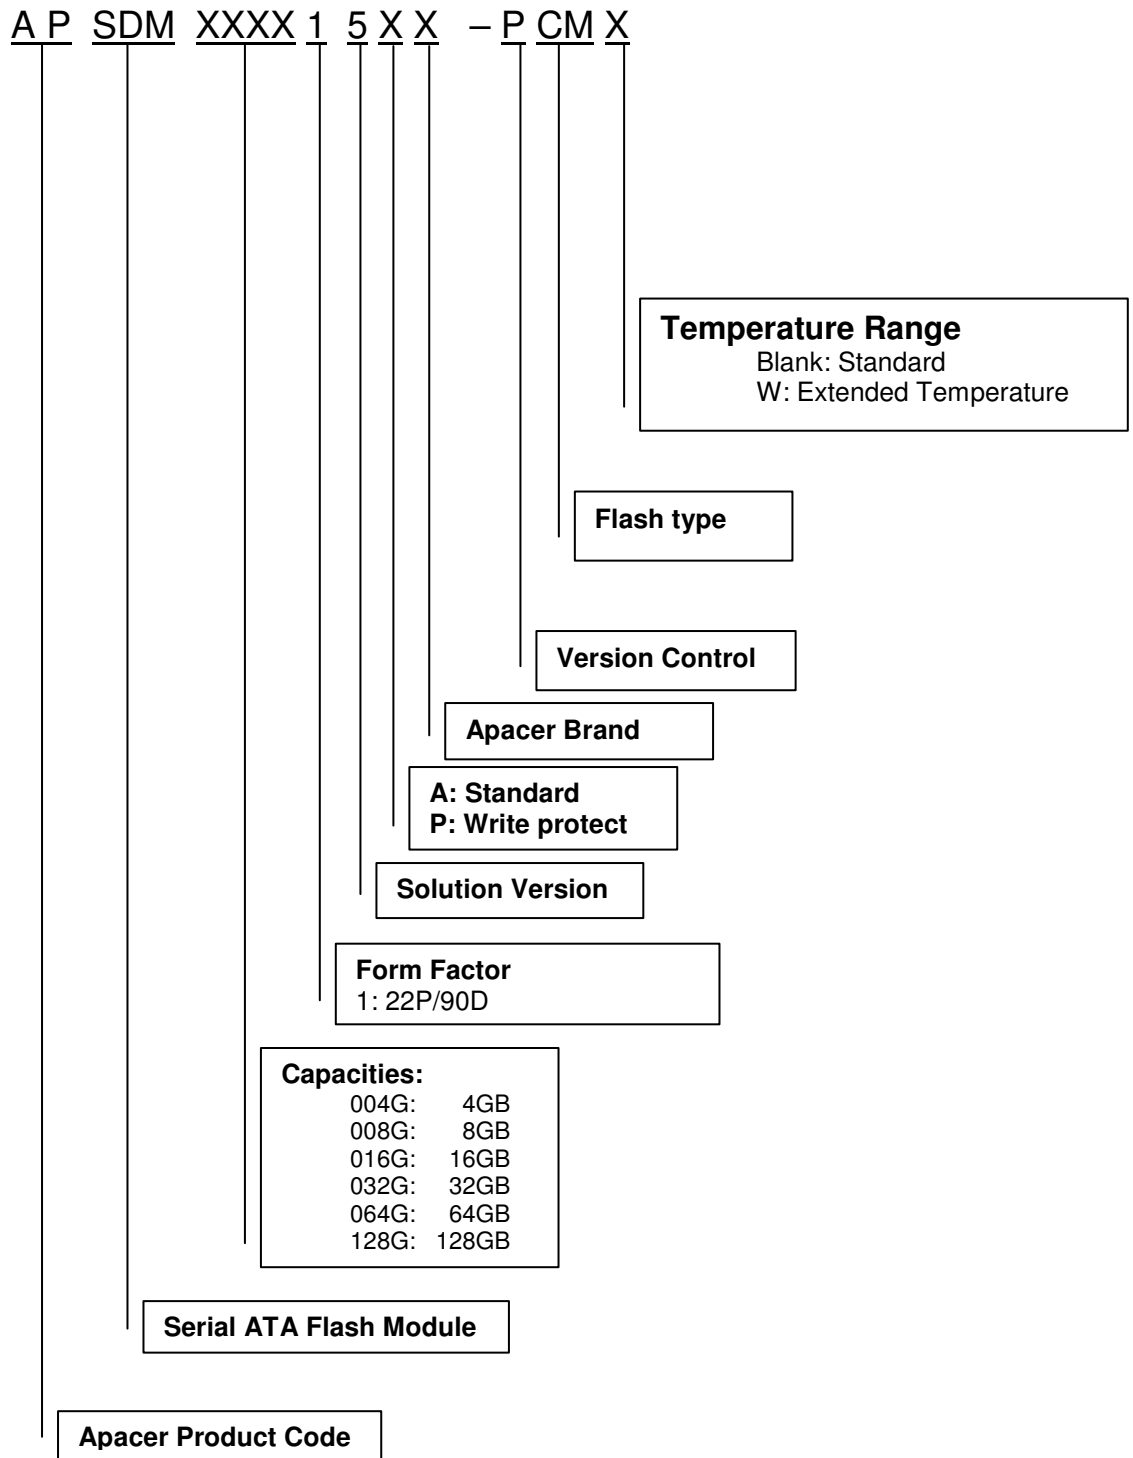 A P SDM XXXX 1 5 X X – P CM X
Temperature Range
Blank: Standard
W: Extended Temperature
Flash type
Version Control
Apacer Brand
A: Standard
P: Write protect
Solution Version
Form Factor
1: 22P/90D
Capacities:
004G: 4GB
008G: 8GB
016G: 16GB
032G: 32GB
064G: 64GB
128G: 128GB
Serial ATA Flash Module
Apacer Product Code